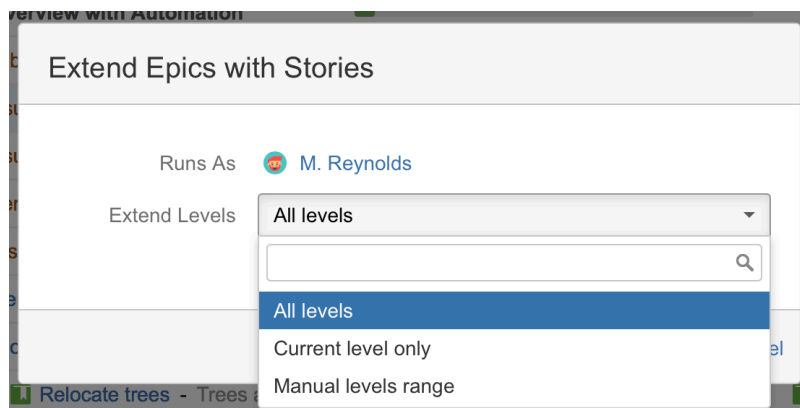 verview with Automation
Extend Epics with Stories
Runs As M. Reynolds
Extend Levels All levels
All levels
Current level only
el
Manual levels range
Relocate trees - Trees